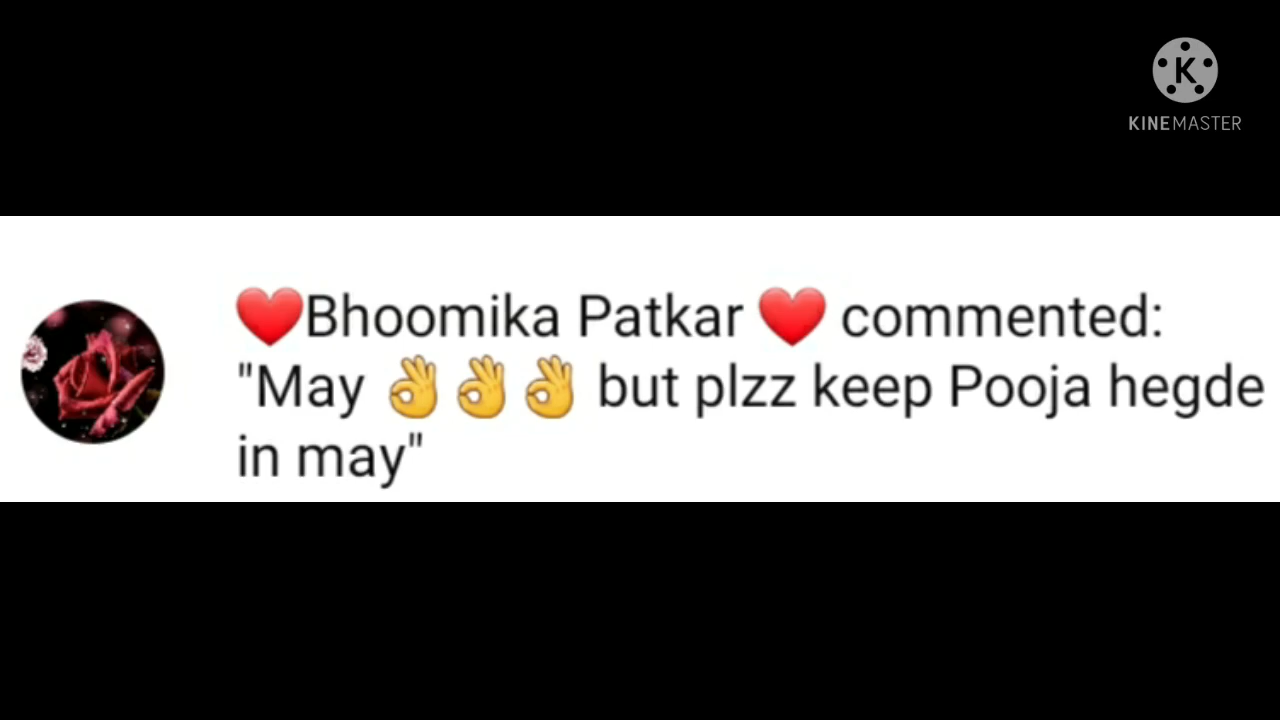 K
KINEMASTER
❤️Bhoomika Patkar ❤️ commented:
"May 👌👌👌 but plzz keep Pooja hegde
in may"